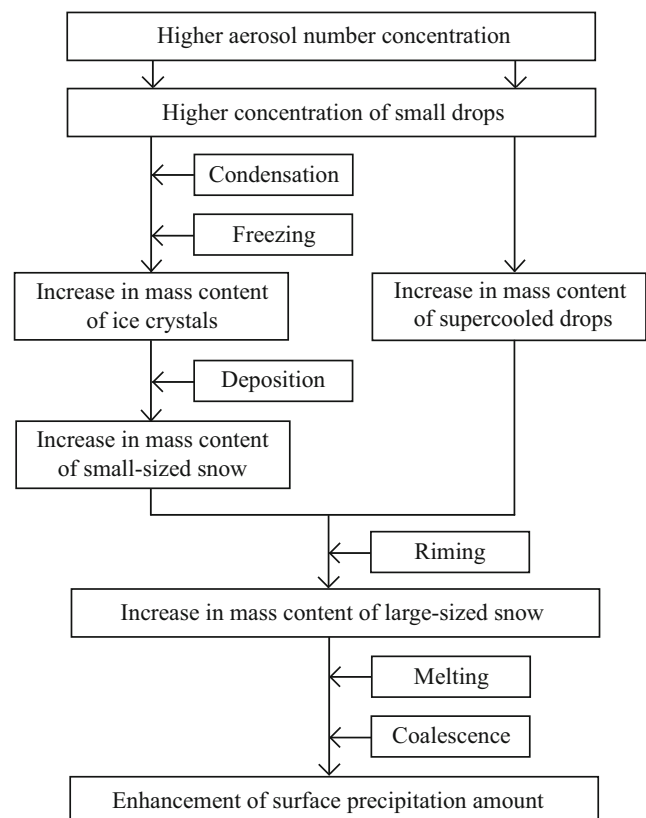 Higher aerosol number concentration
Higher concentration of small drops
Condensation
Freezing
Increase in mass content
of ice crystals
Increase in mass content
of supercooled drops
Deposition
Increase in mass content
of small-sized snow
Riming
Increase in mass content of large-sized snow
Melting
Coalescence
Enhancement of surface precipitation amount